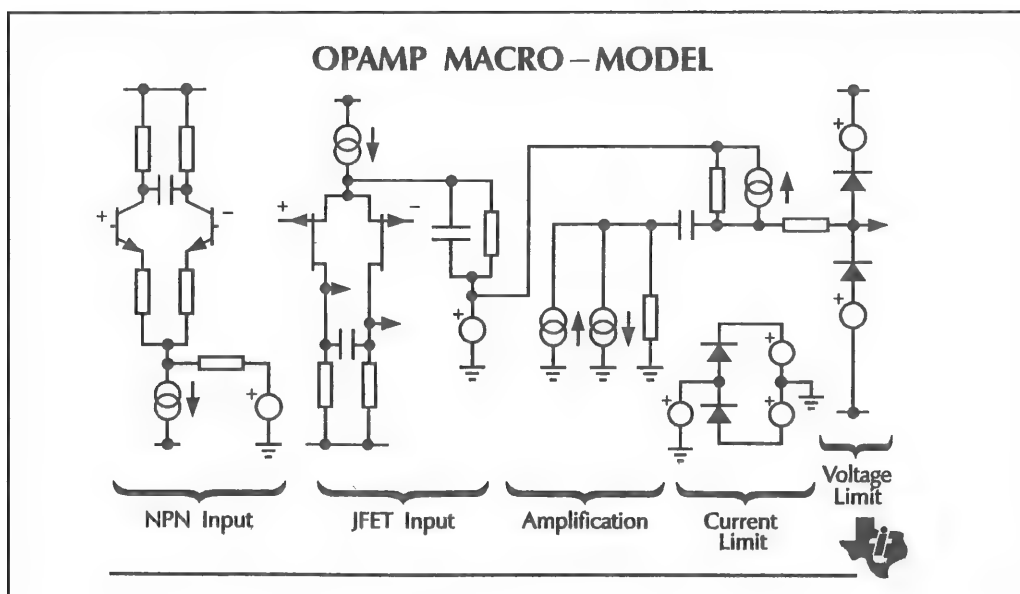 OPAMP MACRO-MODEL
+
+
-
+
-
+
+
+
+
+
+
+
NPN Input
JFET Input
Amplification
Current
Limit
Voltage
Limit